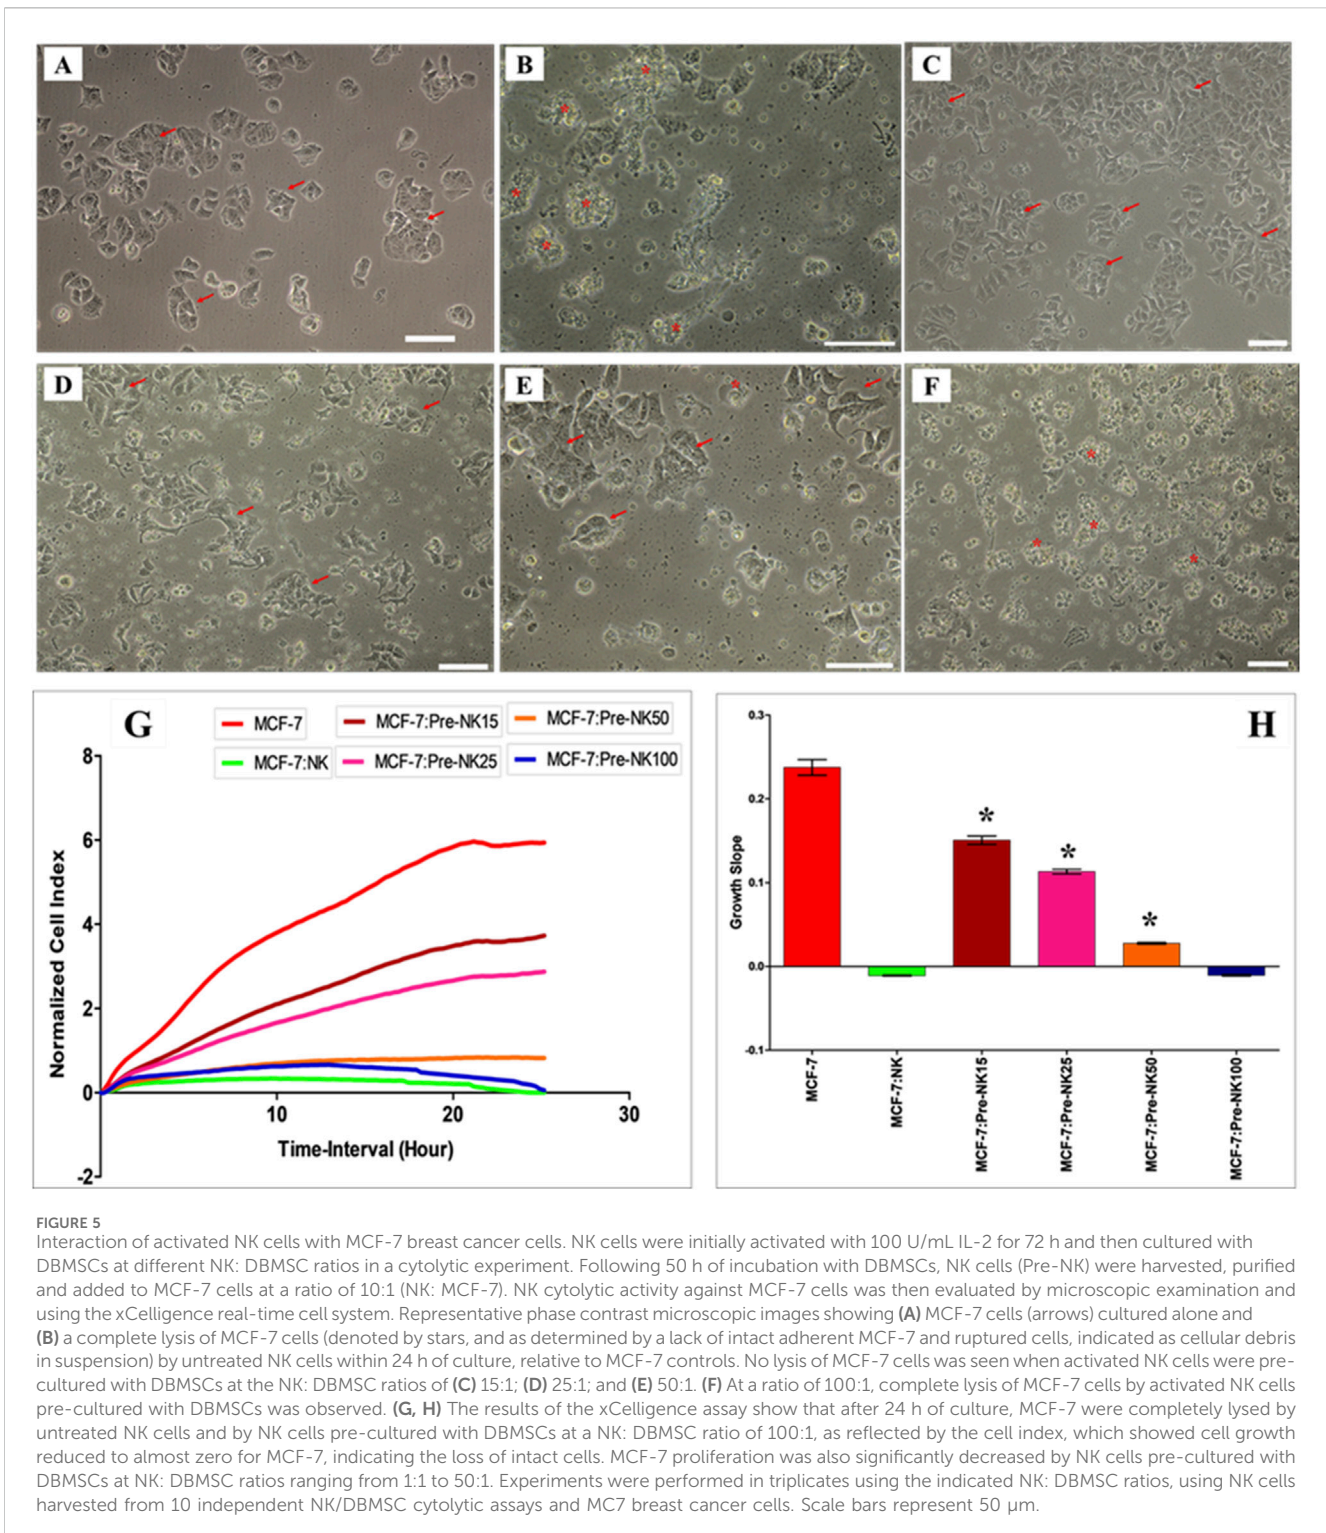 A
B
C
D
E
F
G
MCF-7
MCF-7:Pre-NK15
MCF-7:Pre-NK50
MCF-7:NK
MCF-7:Pre-NK25
MCF-7:Pre-NK100
8
6
4
2
0
-2
10
20
30
Normalized Cell Index
Time-Interval (Hour)
H
0.3
0.2
0.1
0.0
-0.1
Growth Slope
*
*
*
MCF-7
MCF-7:NK
MCF-7:Pre-NK15
MCF-7:Pre-NK25
MCF-7:Pre-NK50
MCF-7:Pre-NK100
FIGURE 5
Interaction of activated NK cells with MCF-7 breast cancer cells. NK cells were initially activated with 100 U/mL IL-2 for 72 h and then cultured with
DBMSCs at different NK: DBMSC ratios in a cytolytic experiment. Following 50 h of incubation with DBMSCs, NK cells (Pre-NK) were harvested, purified
and added to MCF-7 cells at a ratio of 10:1 (NK: MCF-7). NK cytolytic activity against MCF-7 cells was then evaluated by microscopic examination and
using the xCelligence real-time cell system. Representative phase contrast microscopic images showing (A) MCF-7 cells (arrows) cultured alone and
(B) a complete lysis of MCF-7 cells (denoted by stars, and as determined by a lack of intact adherent MCF-7 and ruptured cells, indicated as cellular debris
in suspension) by untreated NK cells within 24 h of culture, relative to MCF-7 controls. No lysis of MCF-7 cells was seen when activated NK cells were pre-
cultured with DBMSCs at the NK: DBMSC ratios of (C) 15:1; (D) 25:1; and (E) 50:1. (F) At a ratio of 100:1, complete lysis of MCF-7 cells by activated NK cells
pre-cultured with DBMSCs was observed. (G, H) The results of the xCelligence assay show that after 24 h of culture, MCF-7 were completely lysed by
untreated NK cells and by NK cells pre-cultured with DBMSCs at a NK: DBMSC ratio of 100:1, as reflected by the cell index, which showed cell growth
reduced to almost zero for MCF-7, indicating the loss of intact cells. MCF-7 proliferation was also significantly decreased by NK cells pre-cultured with
DBMSCs at NK: DBMSC ratios ranging from 1:1 to 50:1. Experiments were performed in triplicates using the indicated NK: DBMSC ratios, using NK cells
harvested from 10 independent NK/DBMSC cytolytic assays and MC7 breast cancer cells. Scale bars represent 50 μm.